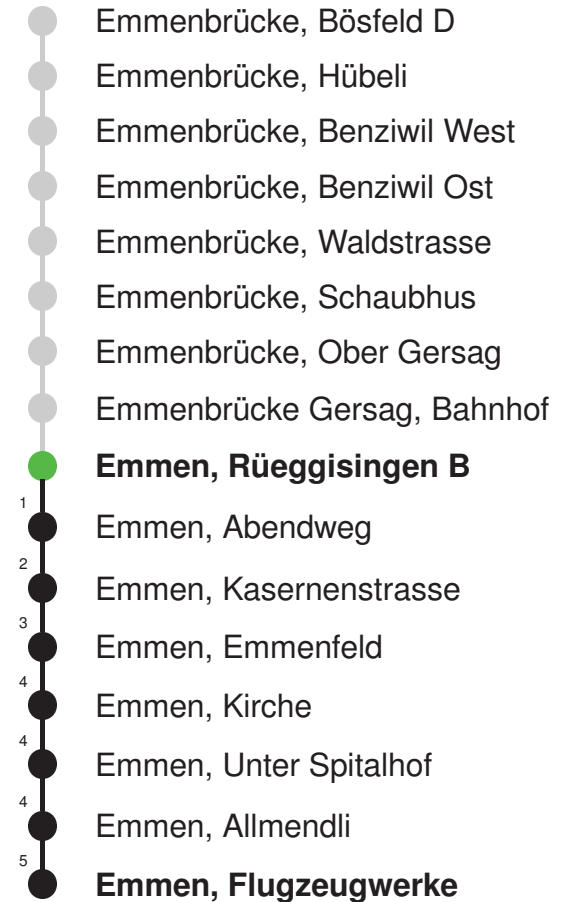 Emmenbrücke, Bösfeld D
Emmenbrücke, Hübeli
Emmenbrücke, Benziwil West
Emmenbrücke, Benziwil Ost
Emmenbrücke, Waldstrasse
Emmenbrücke, Schaubhus
Emmenbrücke, Ober Gersag
Emmenbrücke Gersag, Bahnhof
Emmen, Rüeggisingen B
1 Emmen, Abendweg
2 Emmen, Kasernenstrasse
3 Emmen, Emmenfeld
4 Emmen, Kirche
4 Emmen, Unter Spitalhof
4 Emmen, Allmendli
5 Emmen, Flugzeugwerke